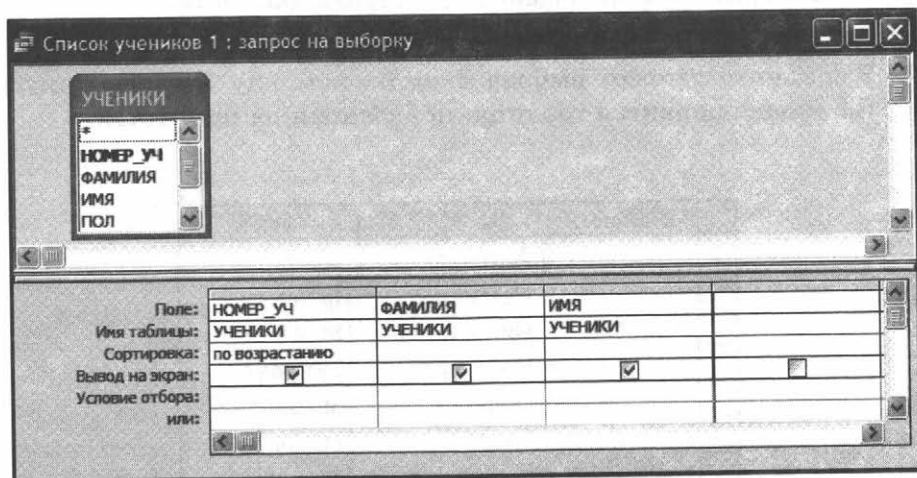 Список учеников 1 : запрос на выборку
УЧЕНИКИ
*
НОМЕР_УЧ
ФАМИЛИЯ
ИМЯ
ПОЛ
Поле: НОМЕР_УЧ ФАМИЛИЯ ИМЯ
Имя таблицы: УЧЕНИКИ УЧЕНИКИ УЧЕНИКИ
Сортировка: по возрастанию
Вывод на экран:
Условие отбора:
или: